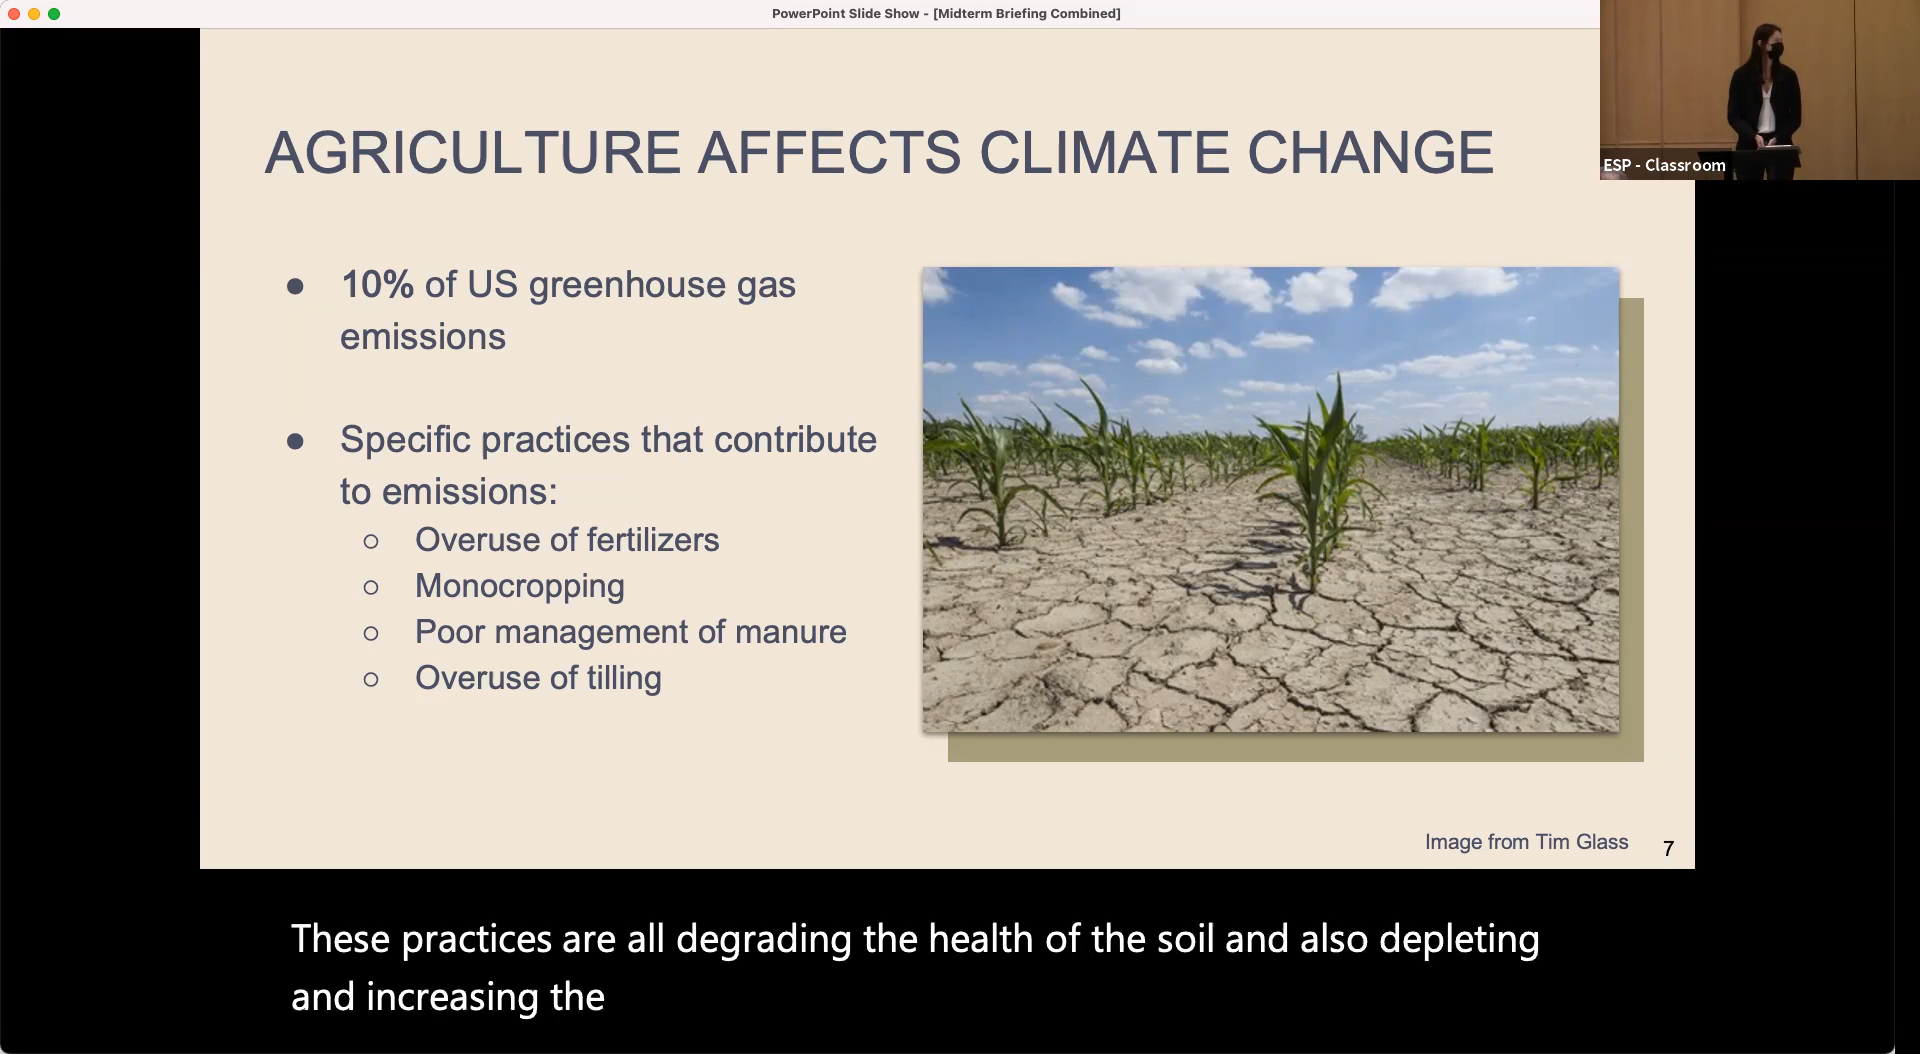 PowerPoint Slide Show - [Midterm Briefing Combined]
ESP - Classroom
AGRICULTURE AFFECTS CLIMATE CHANGE
● 10% of US greenhouse gas
emissions
● Specific practices that contribute
to emissions:
○ Overuse of fertilizers
○ Monocropping
○ Poor management of manure
○ Overuse of tilling
Image from Tim Glass
7
These practices are all degrading the health of the soil and also depleting
and increasing the